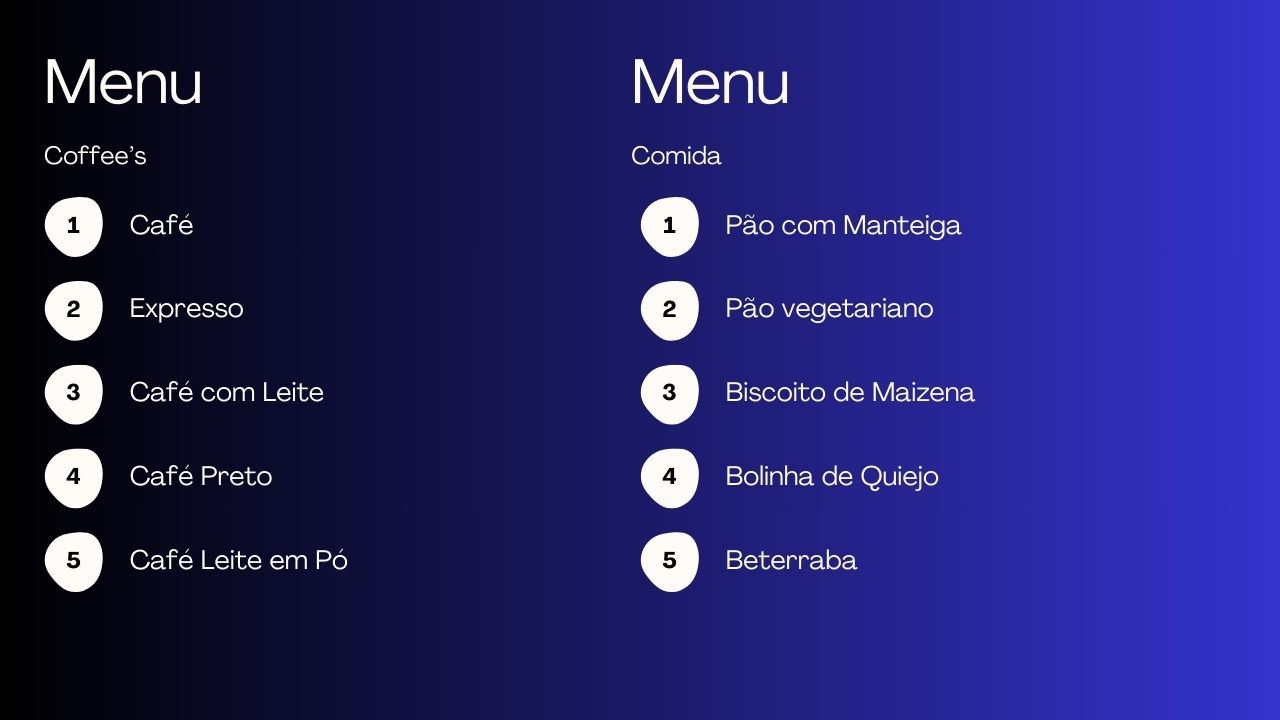 Menu
Coffee’s
1 Café
2 Expresso
3 Café com Leite
4 Café Preto
5 Café Leite em Pó
Menu
Comida
1 Pão com Manteiga
2 Pão vegetariano
3 Biscoito de Maizena
4 Bolinha de Quiejo
5 Beterraba